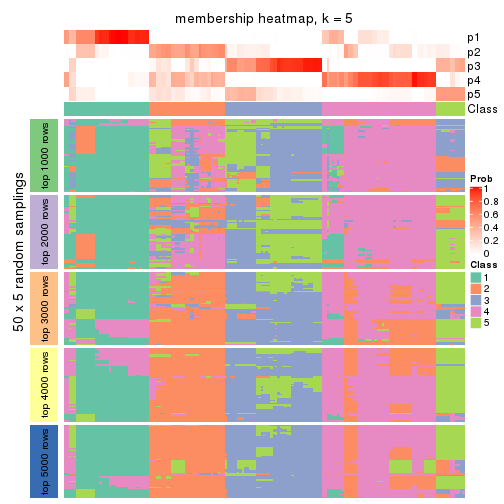 membership heatmap, k = 5
p1
p2
p3
p4
p5
Class
50 x 5 random samplings
top 1000 rows
top 2000 rows
top 3000 rows
top 4000 rows
top 5000 rows
Prob
1
0.8
0.6
0.4
0.2
0
Class
1
2
3
4
5